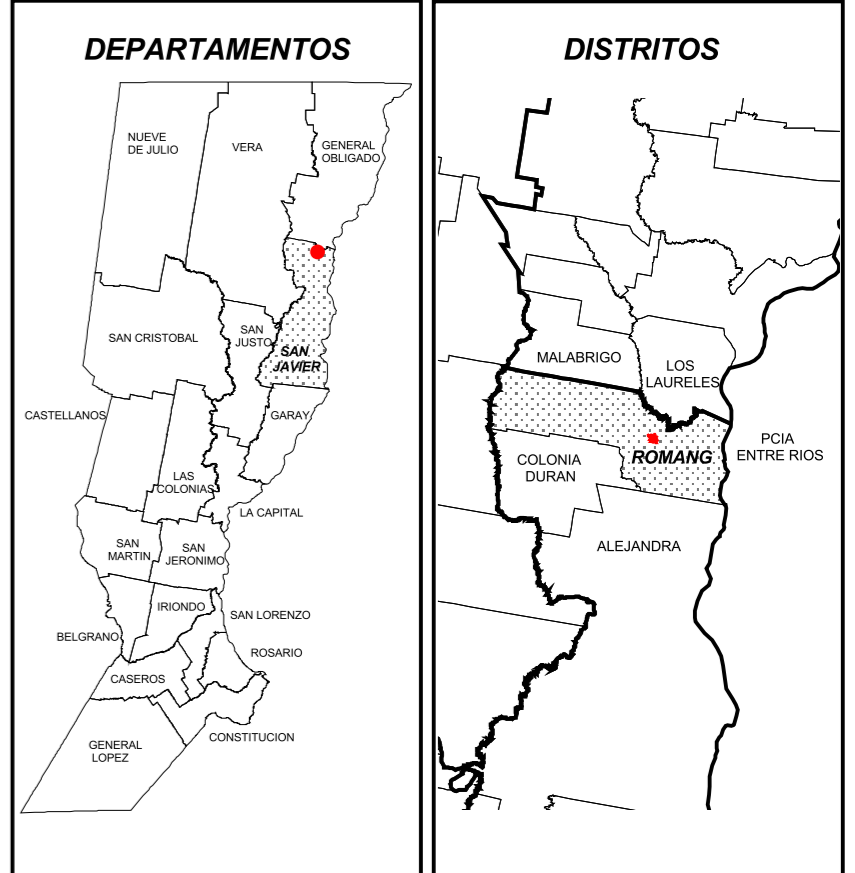 DEPARTAMENTOS
NUEVE
DE JULIO
VERA
GENERAL
OBLIGADO
SAN CRISTOBAL
SAN
JUSTO
SAN
JAVIER
CASTELLANOS
GARAY
LAS
COLONIAS
LA CAPITAL
SAN
MARTIN
SAN
JERONIMO
IRIONDO
SAN LORENZO
BELGRANO
ROSARIO
CASEROS
CONSTITUCION
GENERAL
LOPEZ
DISTRITOS
MALABRIGO
LOS
LAURELES
PCIA
ENTRE RIOS
ROMANG
COLONIA
DURAN
ALEJANDRA